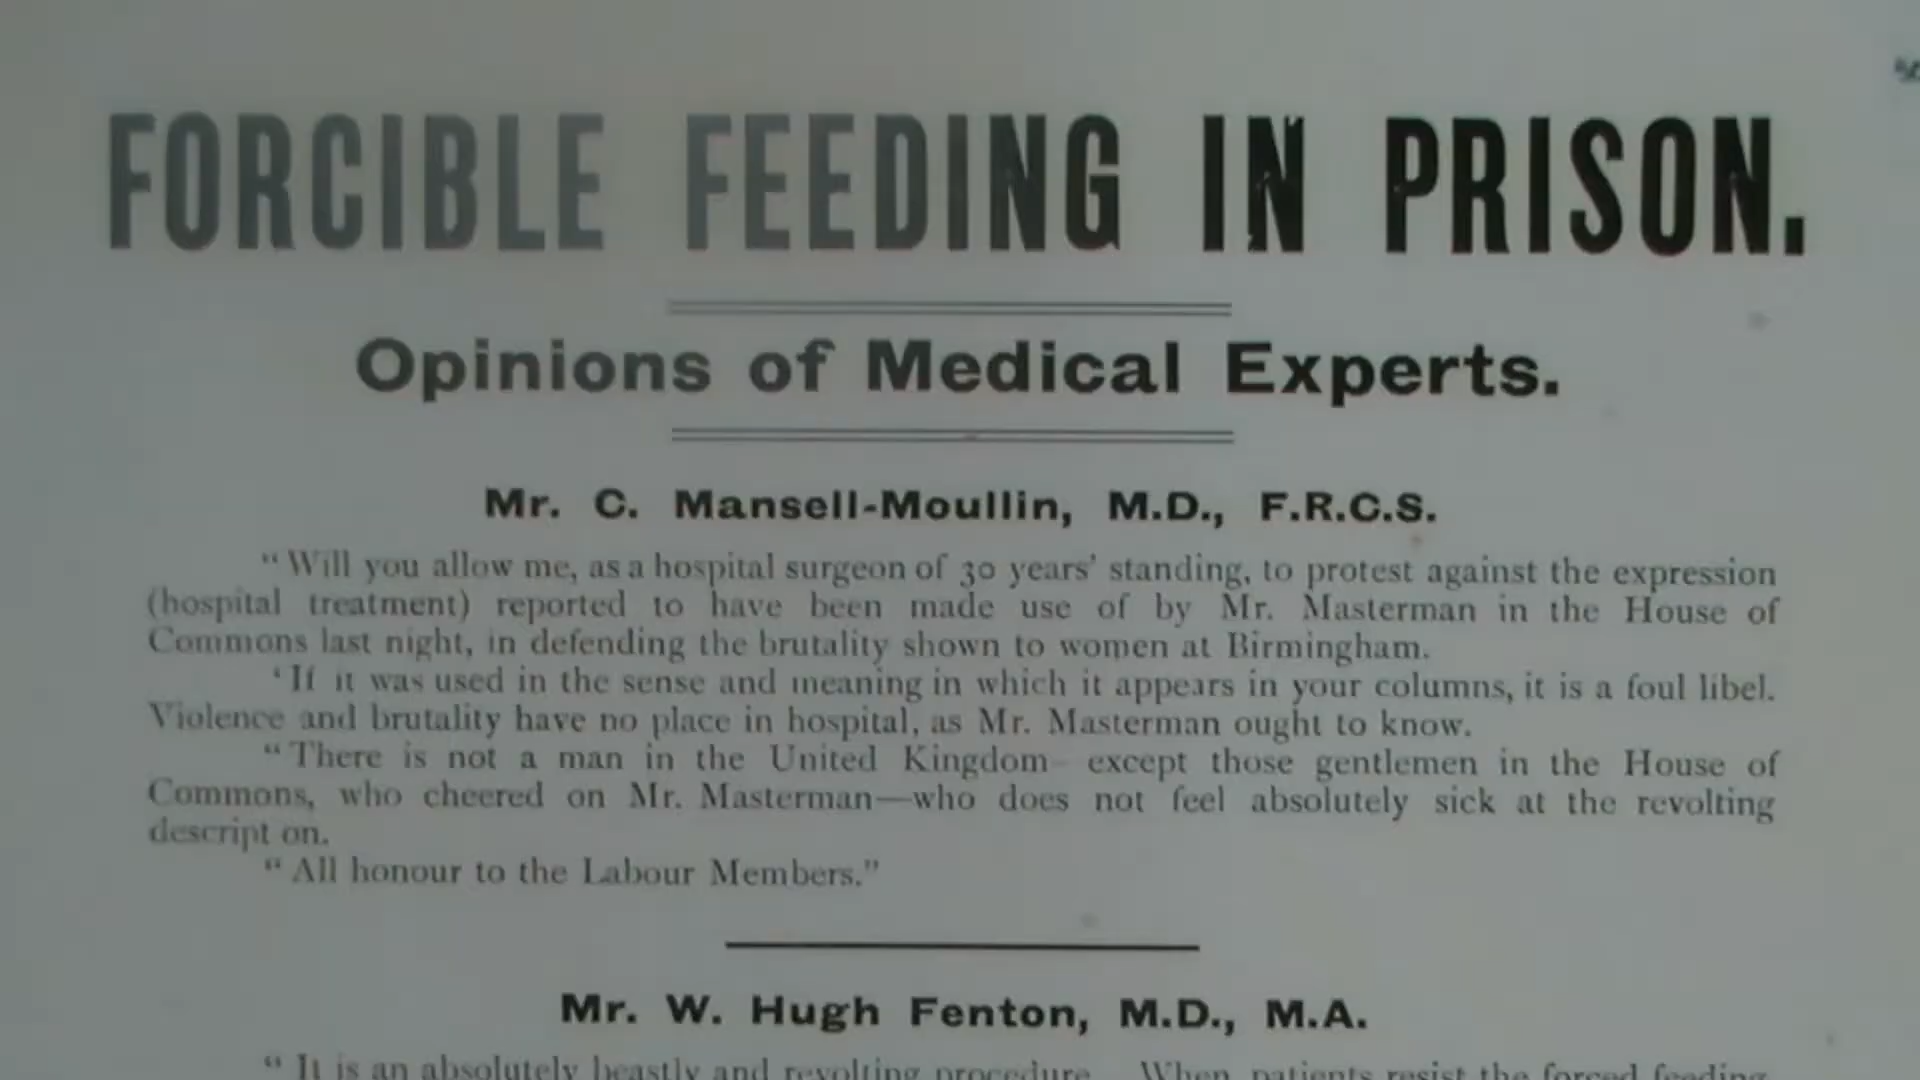 FORCIBLE FEEDING IN PRISON.
Opinions of Medical Experts.
Mr. C. Mansell-Moullin, M.D., F.R.C.S.
"Will you allow me, as a hospital surgeon of 30 years' standing, to protest against the expression
(hospital treatment) reported to have been made use of by Mr. Masterman in the House of
Commons last night, in defending the brutality shown to women at Birmingham.
'If it was used in the sense and meaning in which it appears in your columns, it is a foul libel.
Violence and brutality have no place in hospital, as Mr. Masterman ought to know.
"There is not a man in the United Kingdom- except those gentlemen in the House of
Commons, who cheered on Mr. Masterman—who does not feel absolutely sick at the revolting
descript on.
"All honour to the Labour Members."
Mr. W. Hugh Fenton, M.D., M.A.
"It is an absolutely beastly and revolting procedure. When patients resist the forced feeding